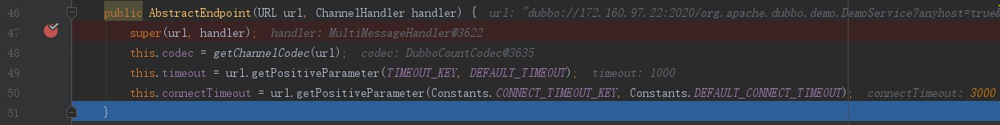 46 public AbstractEndpoint(URL url, ChannelHandler handler) { url: "dubbo://172.160.97.22:2020/org.apache.dubbo.demo.DemoService?anyhost=true&
47 super(url, handler); handler: MultiMessageHandler@3622
48 this.codec = getChannelCodec(url); codec: DubboCountCodec@3635
49 this.timeout = url.getPositiveParameter(TIMEOUT_KEY, DEFAULT_TIMEOUT); timeout: 1000
50 this.connectTimeout = url.getPositiveParameter(Constants.CONNECT_TIMEOUT_KEY, Constants.DEFAULT_CONNECT_TIMEOUT); connectTimeout: 3000
51 }